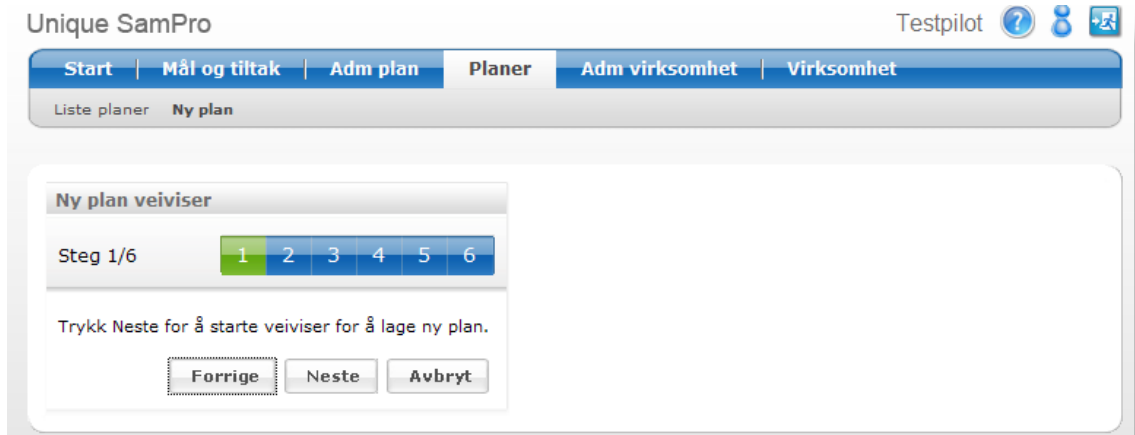 Unique SamPro Testpilot ?
Start Mål og tiltak Adm plan Planer Adm virksomhet Virksomhet
Liste planer Ny plan
Ny plan veiviser
Steg 1/6 1 2 3 4 5 6
Trykk Neste for å starte veiviser for å lage ny plan.
Forrige Neste Avbryt